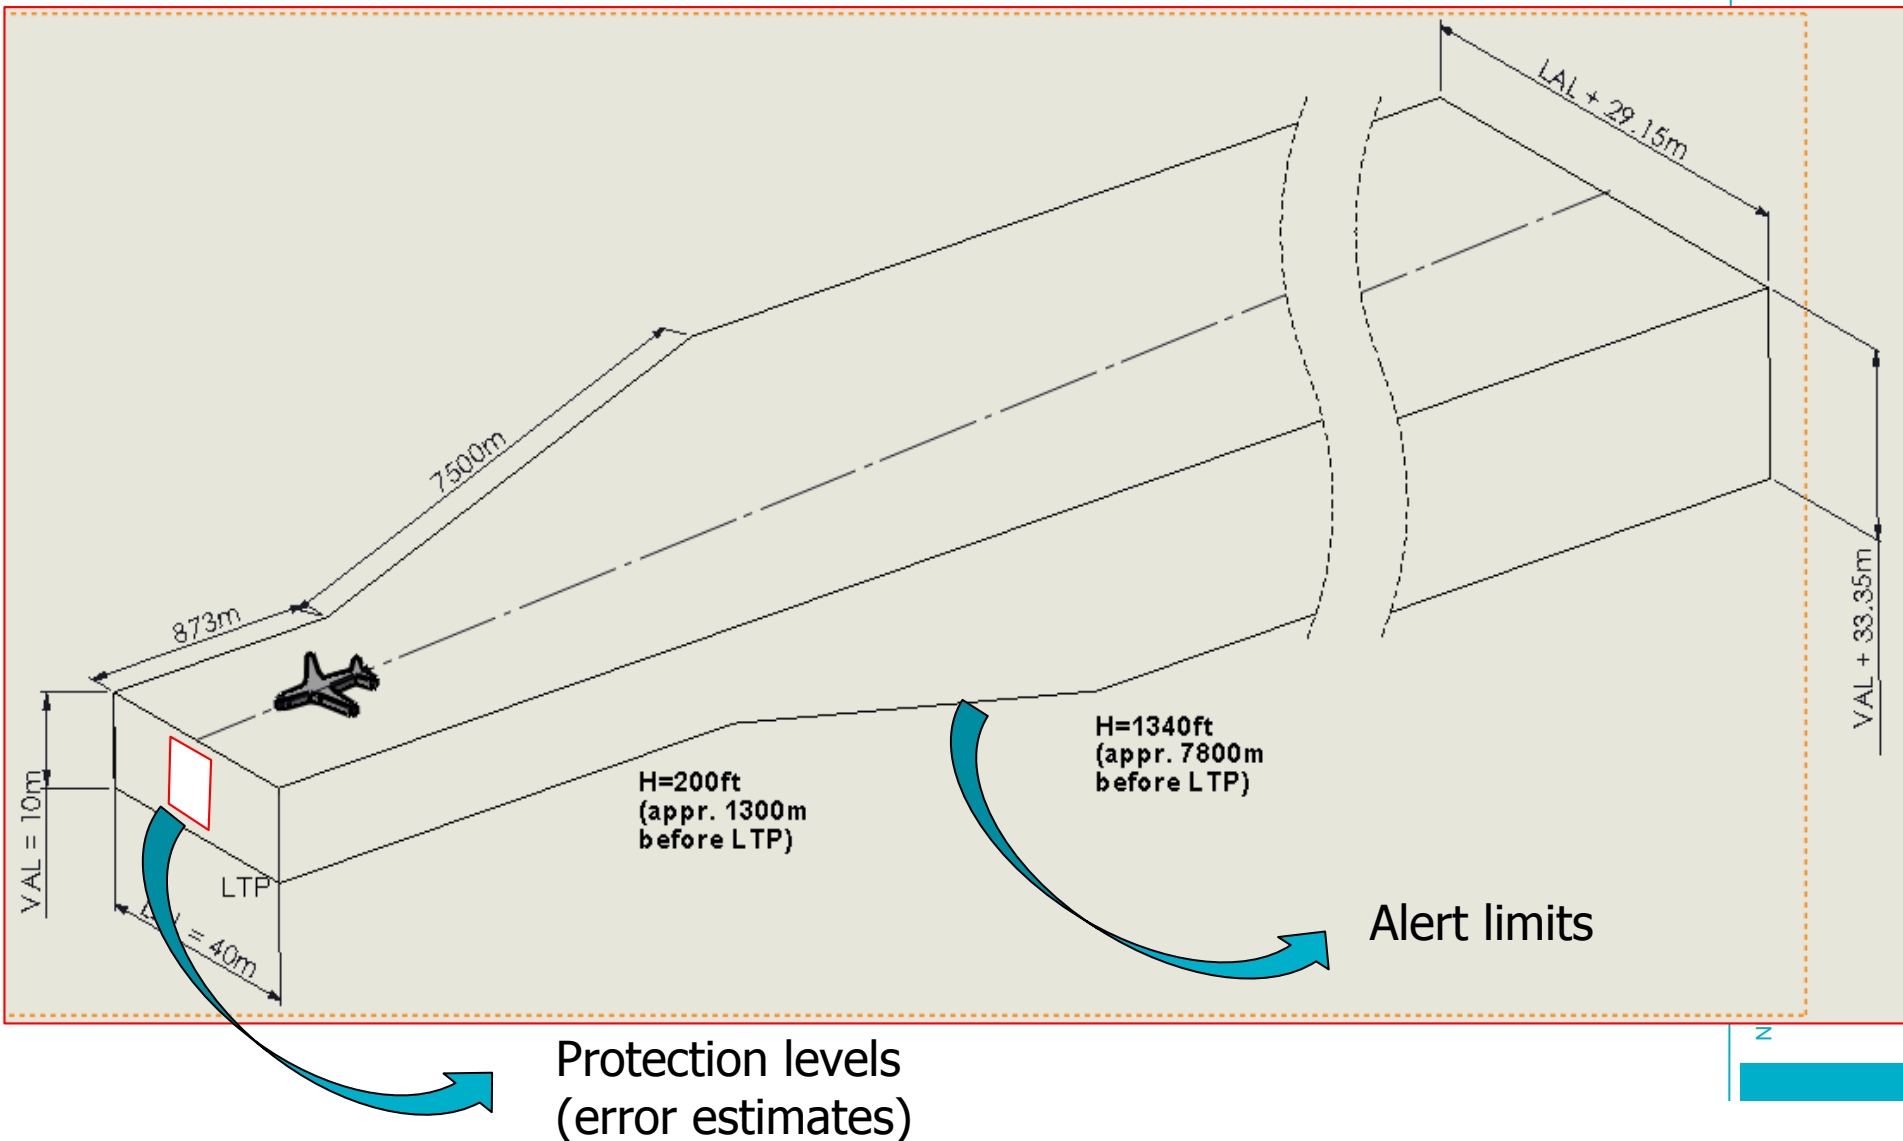 LAL + 29.15m
7500m
873m
VAL = 10m
LTP
= 40m
H=200ft
(appr. 1300m
before LTP)
H=1340ft
(appr. 7800m
before LTP)
VAL + 33.35m
Alert limits
Protection levels
(error estimates)
N